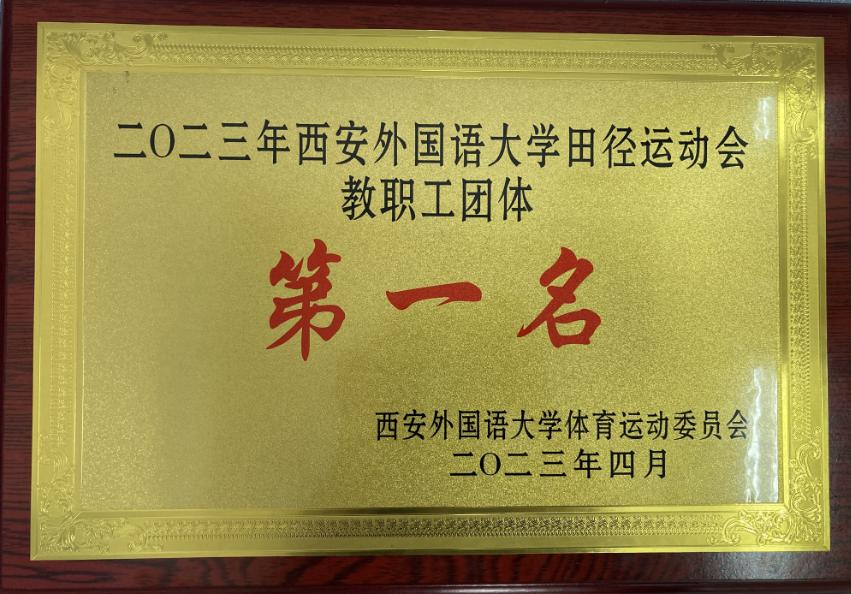 二〇二三年西安外国语大学田径运动会
教职工团体
第一名
西安外国语大学体育运动委员会
二〇二三年四月